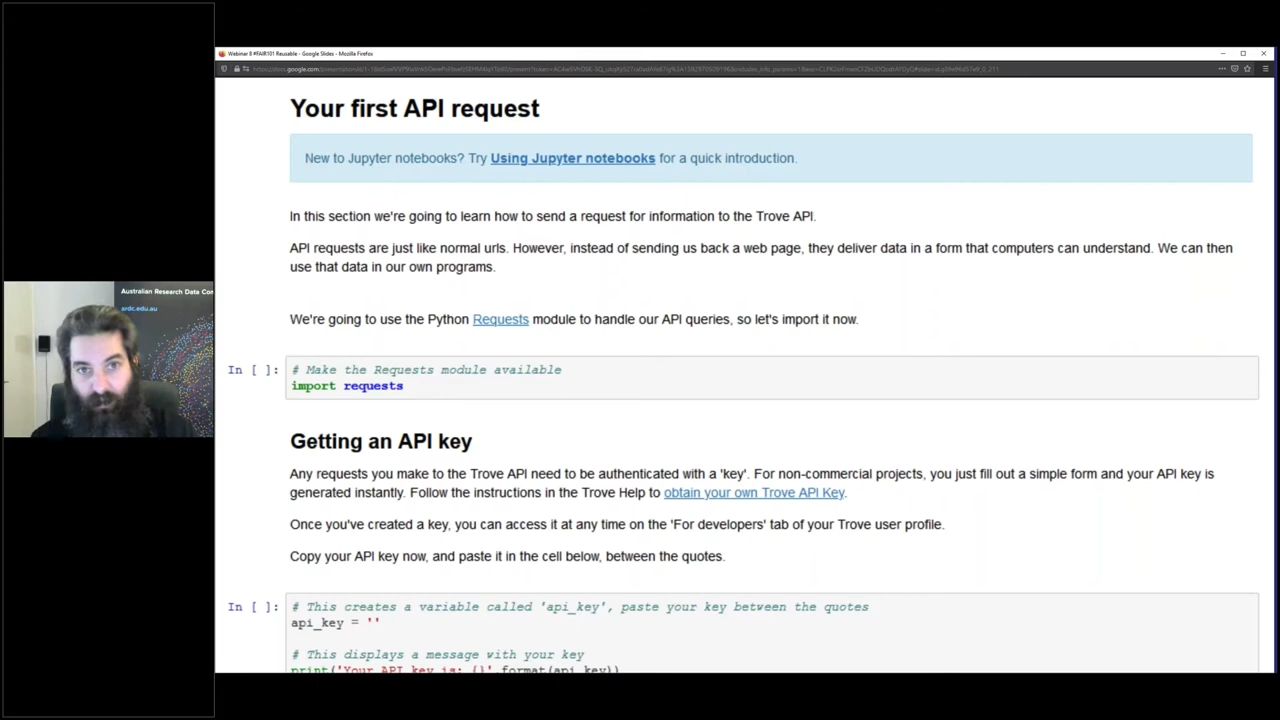 Webinar 8 #FAIR101 Reusable - Google Slides - Mozilla Firefox
Your first API request
New to Jupyter notebooks? Try Using Jupyter notebooks for a quick introduction.
In this section we're going to learn how to send a request for information to the Trove API.
API requests are just like normal urls. However, instead of sending us back a web page, they deliver data in a form that computers can understand. We can then
use that data in our own programs.
Australian Research Data Com
ardc.edu.au
We're going to use the Python Requests module to handle our API queries, so let's import it now.
In [ ]:
# Make the Requests module available
import requests
Getting an API key
Any requests you make to the Trove API need to be authenticated with a 'key'. For non-commercial projects, you just fill out a simple form and your API key is
generated instantly. Follow the instructions in the Trove Help to obtain your own Trove API Key.
Once you've created a key, you can access it at any time on the 'For developers' tab of your Trove user profile.
Copy your API key now, and paste it in the cell below, between the quotes.
In [ ]:
# This creates a variable called 'api_key', paste your key between the quotes
api_key = ''
# This displays a message with your key
print('Your API key is: {}'.format(api_key))